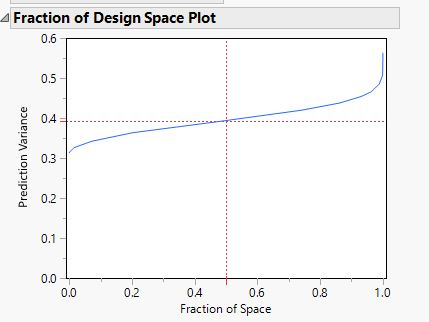 Fraction of Design Space Plot
0.6
0.5
0.4
0.3
0.2
0.1
0.0
Prediction Variance
0.0 0.2 0.4 0.6 0.8 1.0
Fraction of Space